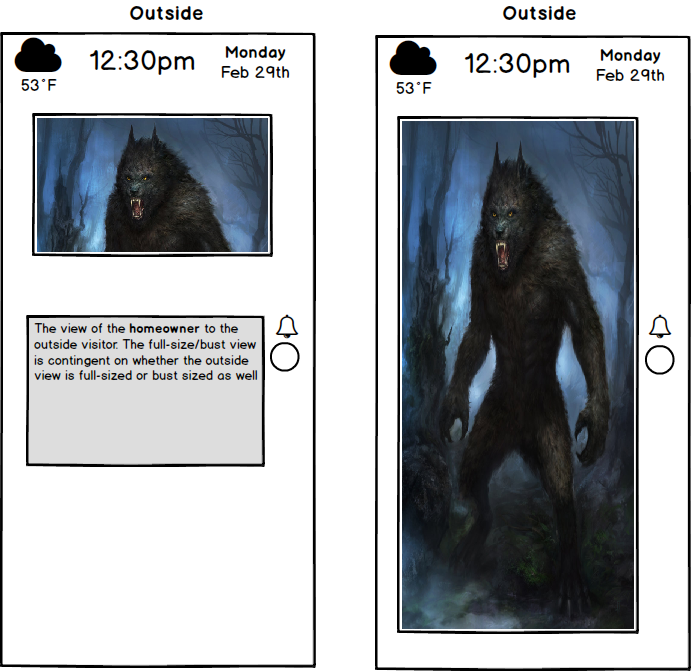 Outside
12:30pm
Monday
Feb 29th
53°F
The view of the homeowner to the
outside visitor. The full-size/bust view
is contingent on whether the outside
view is full-sized or bust sized as well
Outside
12:30pm
Monday
Feb 29th
53°F